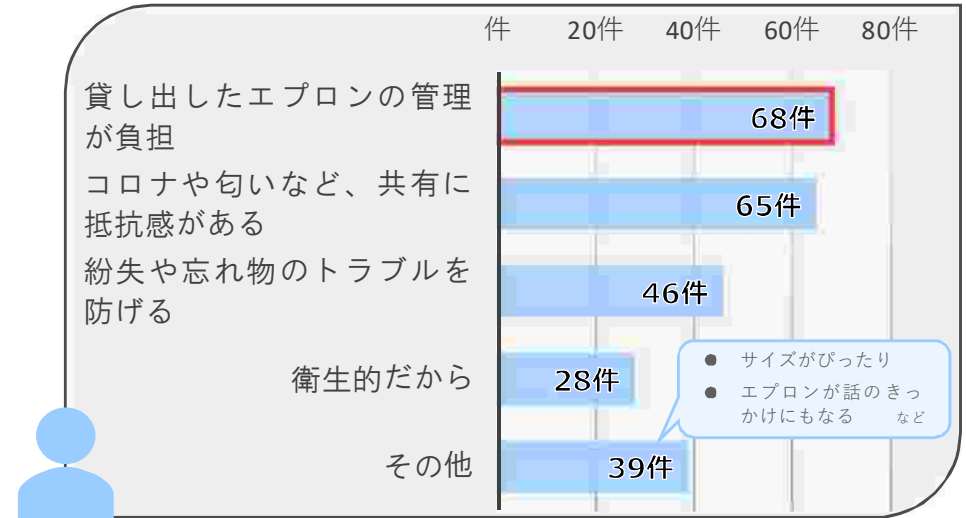 件 20件 40件 60件 80件
貸し出したエプロンの管理
が負担
68件
コロナや匂いなど、共有に
抵抗感がある
65件
紛失や忘れ物のトラブルを
防げる
46件
衛生的だから
28件
● サイズがぴったり
● エプロンが話のきっ
かけにもなる など
その他
39件